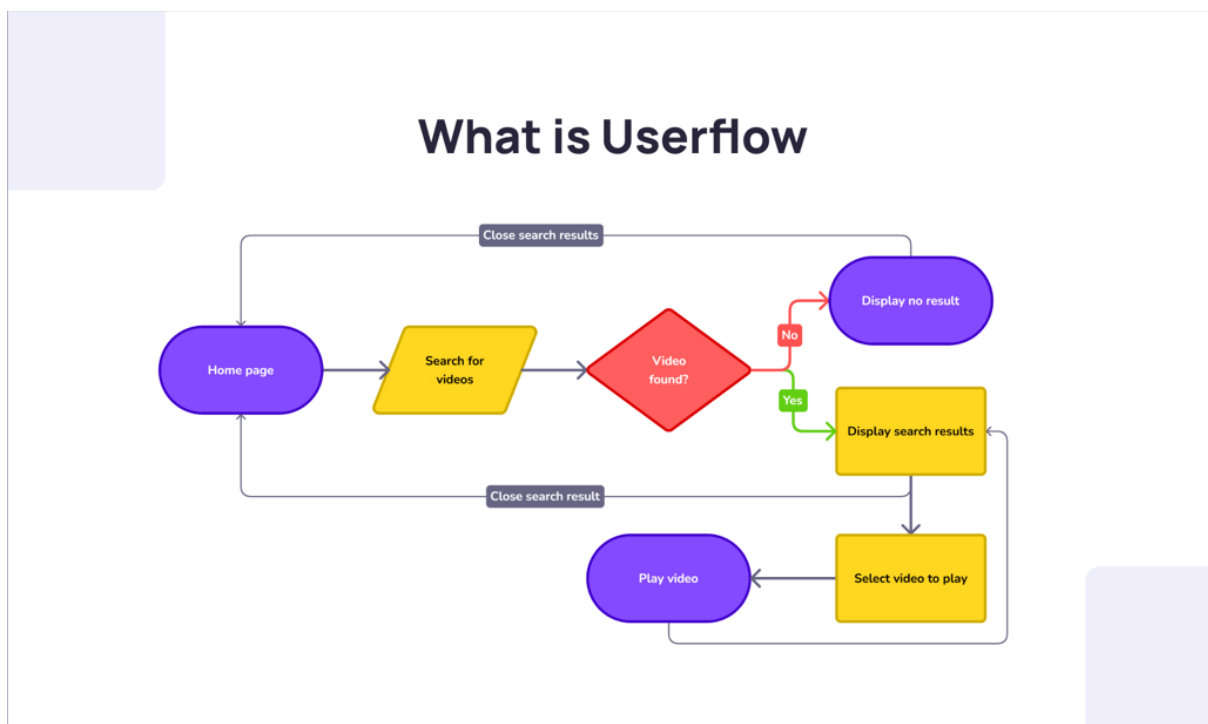 What is Userflow
Close search results
Display no result
No
Home page
Search for
videos
Video
found?
Yes
Display search results
Close search result
Play video
Select video to play